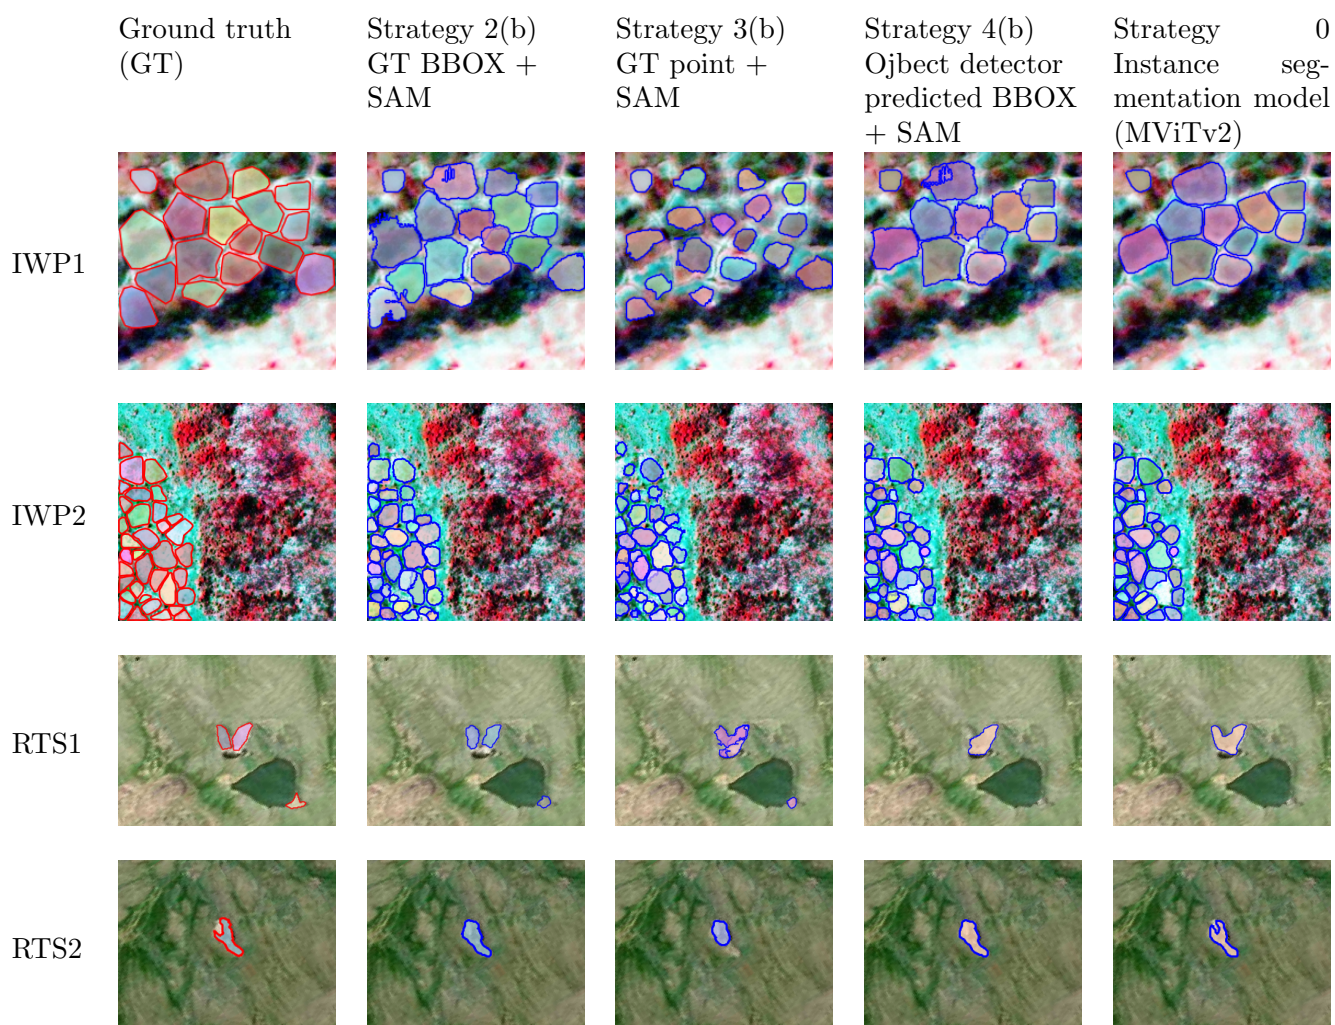 Ground truth
(GT)
Strategy 2(b)
GT BBOX +
SAM
Strategy 3(b)
GT point +
SAM
Strategy 4(b)
Ojbect detector
predicted BBOX
+ SAM
Strategy 0
Instance seg-
mentation model
(MViTv2)
IWP1
IWP2
RTS1
RTS2